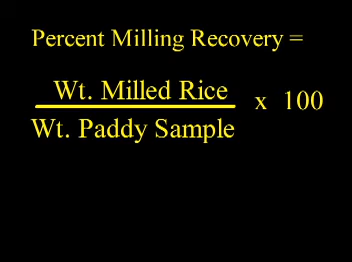 Percent Milling Recovery =
Wt. Milled Rice
x 100
Wt. Paddy Sample